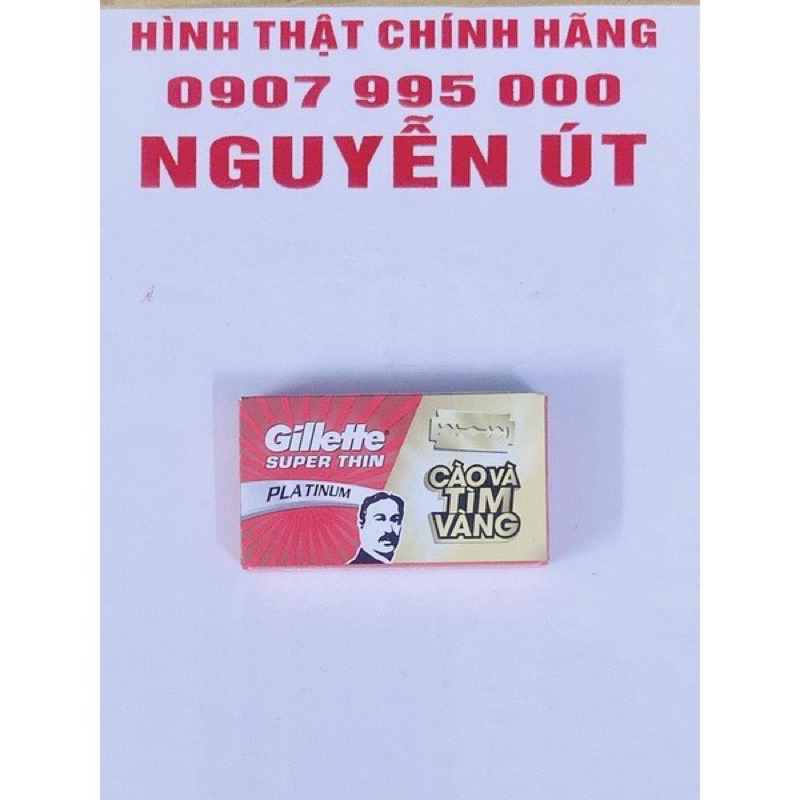 HÌNH THẬT CHÍNH HÃNG
0907 995 000
NGUYỄN ÚT
Gillette
SUPER THIN
PLATINUM
CÀO VÀ
TÌM
VÀNG